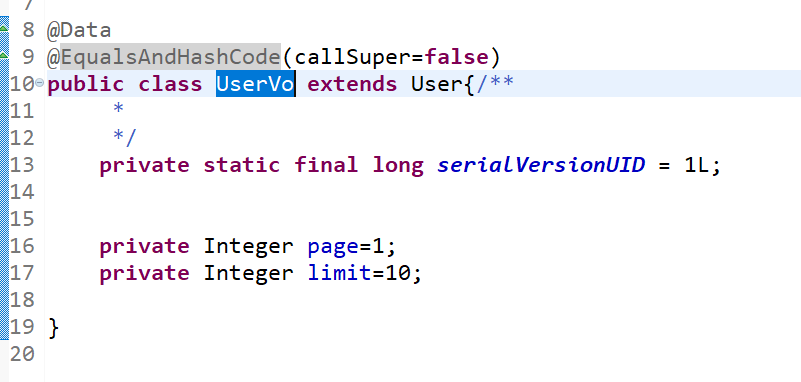 7
8 @Data
9 @EqualsAndHashCode(callSuper=false)
10 public class UserVo extends User{/**
11      *
12      */
13     private static final long serialVersionUID = 1L;
14
15
16     private Integer page=1;
17     private Integer limit=10;
18
19 }
20